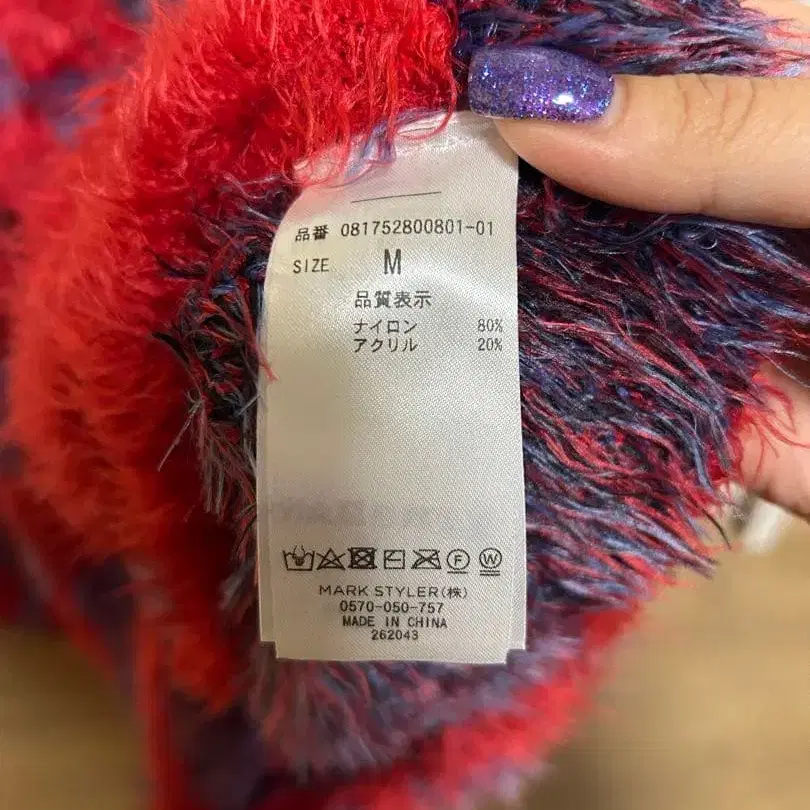 品番 081752800801-01
SIZE M
品質表示
ナイロン 80%
アクリル 20%
MARK STYLER(株)
0570-050-757
MADE IN CHINA
262043